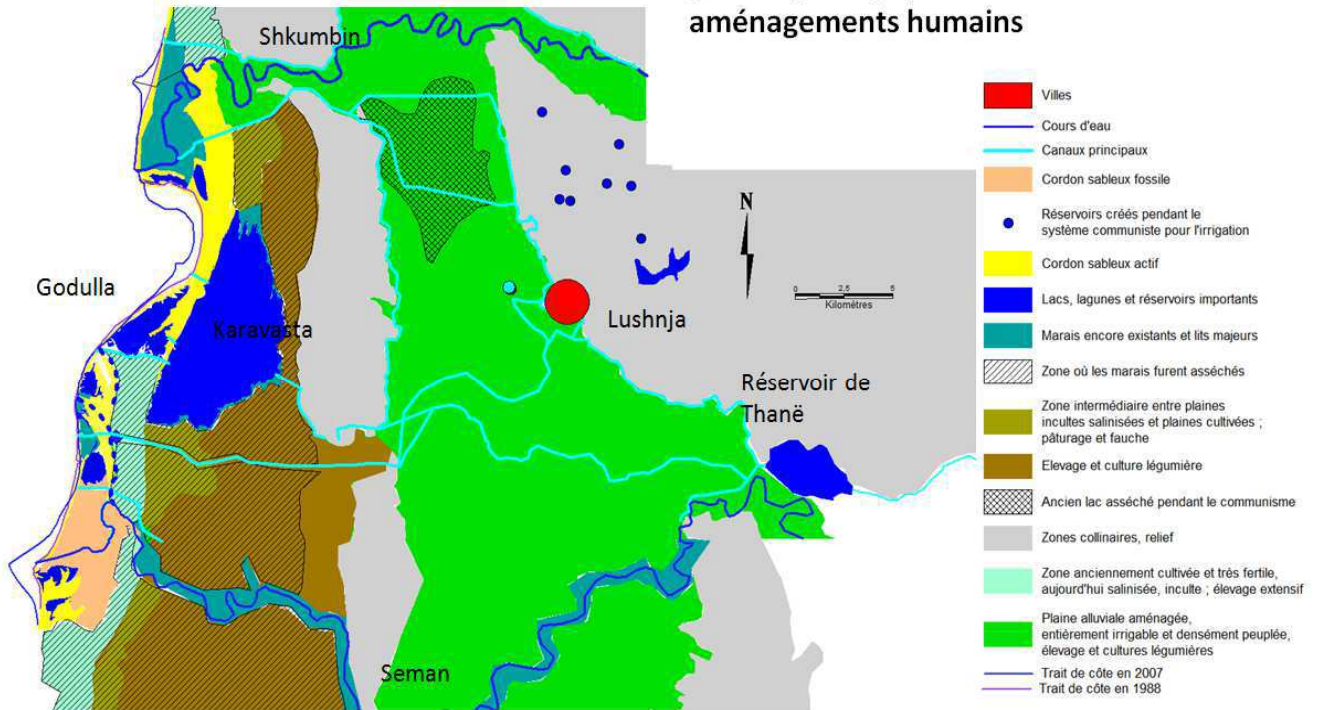 aménagements humains
Shkumbin
Godulla
Karavasta
Lushnja
Réservoir de
Thanë
Seman
N
0 2,5 5
Kilomètres
Villes
Cours d'eau
Canaux principaux
Cordon sableux fossile
Réservoirs créés pendant le
système communiste pour l'irrigation
Cordon sableux actif
Lacs, lagunes et réservoirs importants
Marais encore existants et lits majeurs
Zone où les marais furent asséchés
Zone intermédiaire entre plaines
incultes salinisées et plaines cultivées ;
pâturage et fauche
Elevage et culture légumière
Ancien lac asséché pendant le communisme
Zones collinaires, relief
Zone anciennement cultivée et très fertile,
aujourd'hui salinisée, inculte ; élevage extensif
Plaine alluviale aménagée,
entièrement irrigable et densément peuplée,
élevage et cultures légumières
Trait de côte en 2007
Trait de côte en 1988